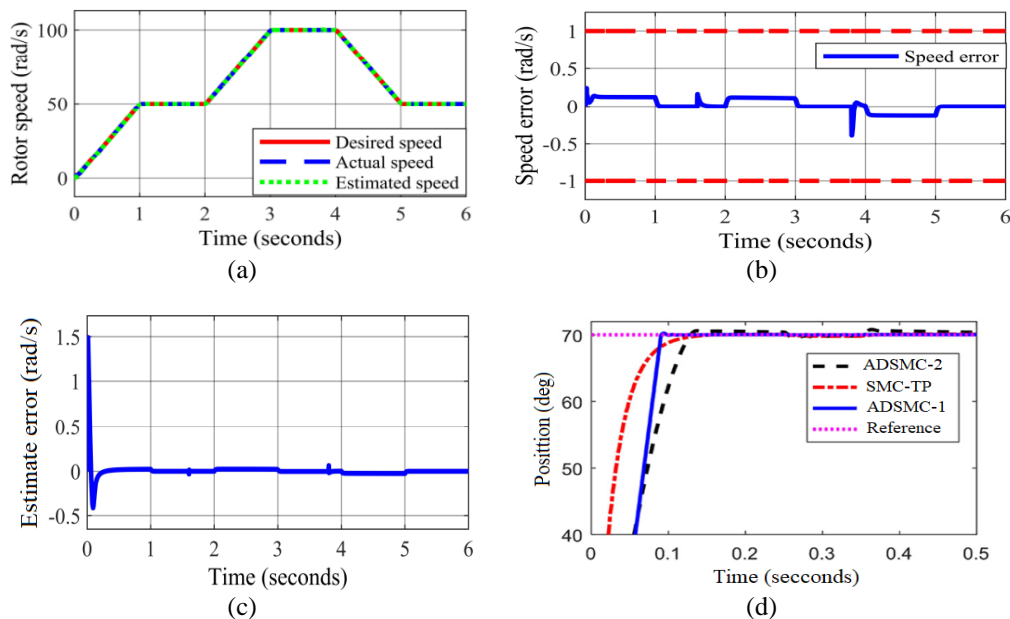 100
50
0
Rotor speed (rad/s)
Desired speed
Actual speed
Estimated speed
0 1 2 3 4 5 6
Time (seconds)
(a)
1
0.5
0
-0.5
-1
Speed error (rad/s)
Speed error
0 1 2 3 4 5 6
Time (seconds)
(b)
1.5
1
0.5
0
-0.5
Estimate error (rad/s)
0 1 2 3 4 5 6
Time (seconds)
(c)
70
60
50
40
Posittion (deg)
ADSMC-2
SMC-TP
ADSMC-1
Reference
0 0.1 0.2 0.3 0.4 0.5
Time (secconds)
(d)